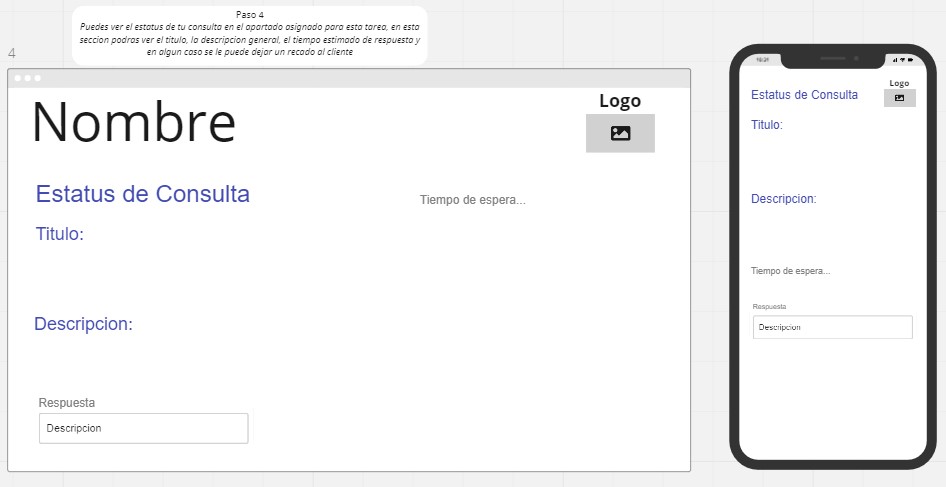 Paso 4
Puedes ver el estatus de tu consulta en el apartado asignado para esta tarea, en esta
seccion podras ver el titulo, la descripcion general, el tiempo estimado de respuesta y
en algun caso se le puede dejar un recado al cliente
4
Nombre
Logo
Estatus de Consulta
Tiempo de espera...
Titulo:
Descripcion:
Respuesta
Descripcion
Logo
Estatus de Consulta
Titulo:
Descripcion:
Tiempo de espera...
Respuesta
Descripcion